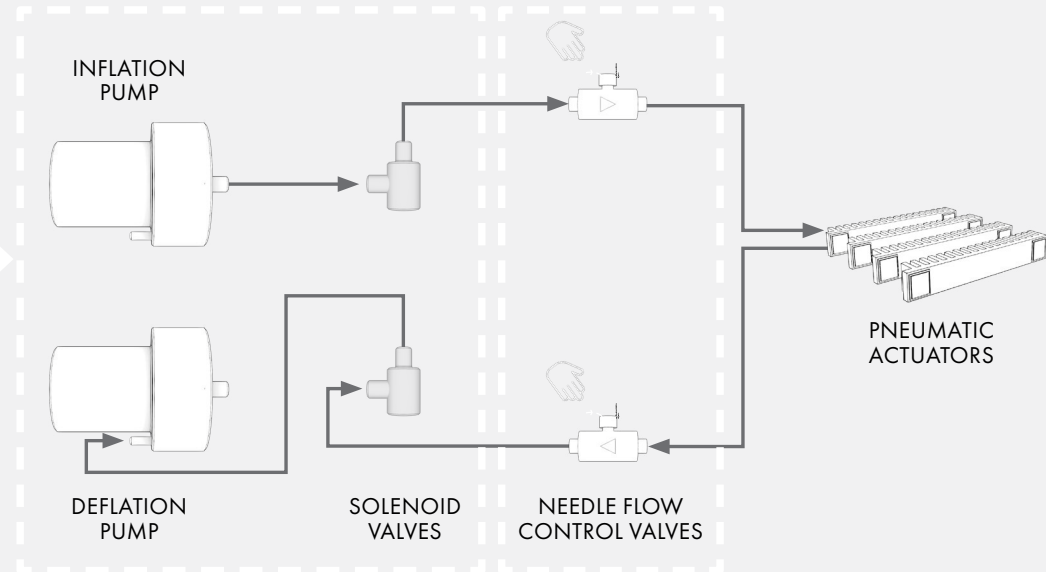 INFLATION
PUMP
PNEUMATIC
ACTUATORS
DEFLATION
PUMP
SOLENOID
VALVES
NEEDLE FLOW
CONTROL VALVES